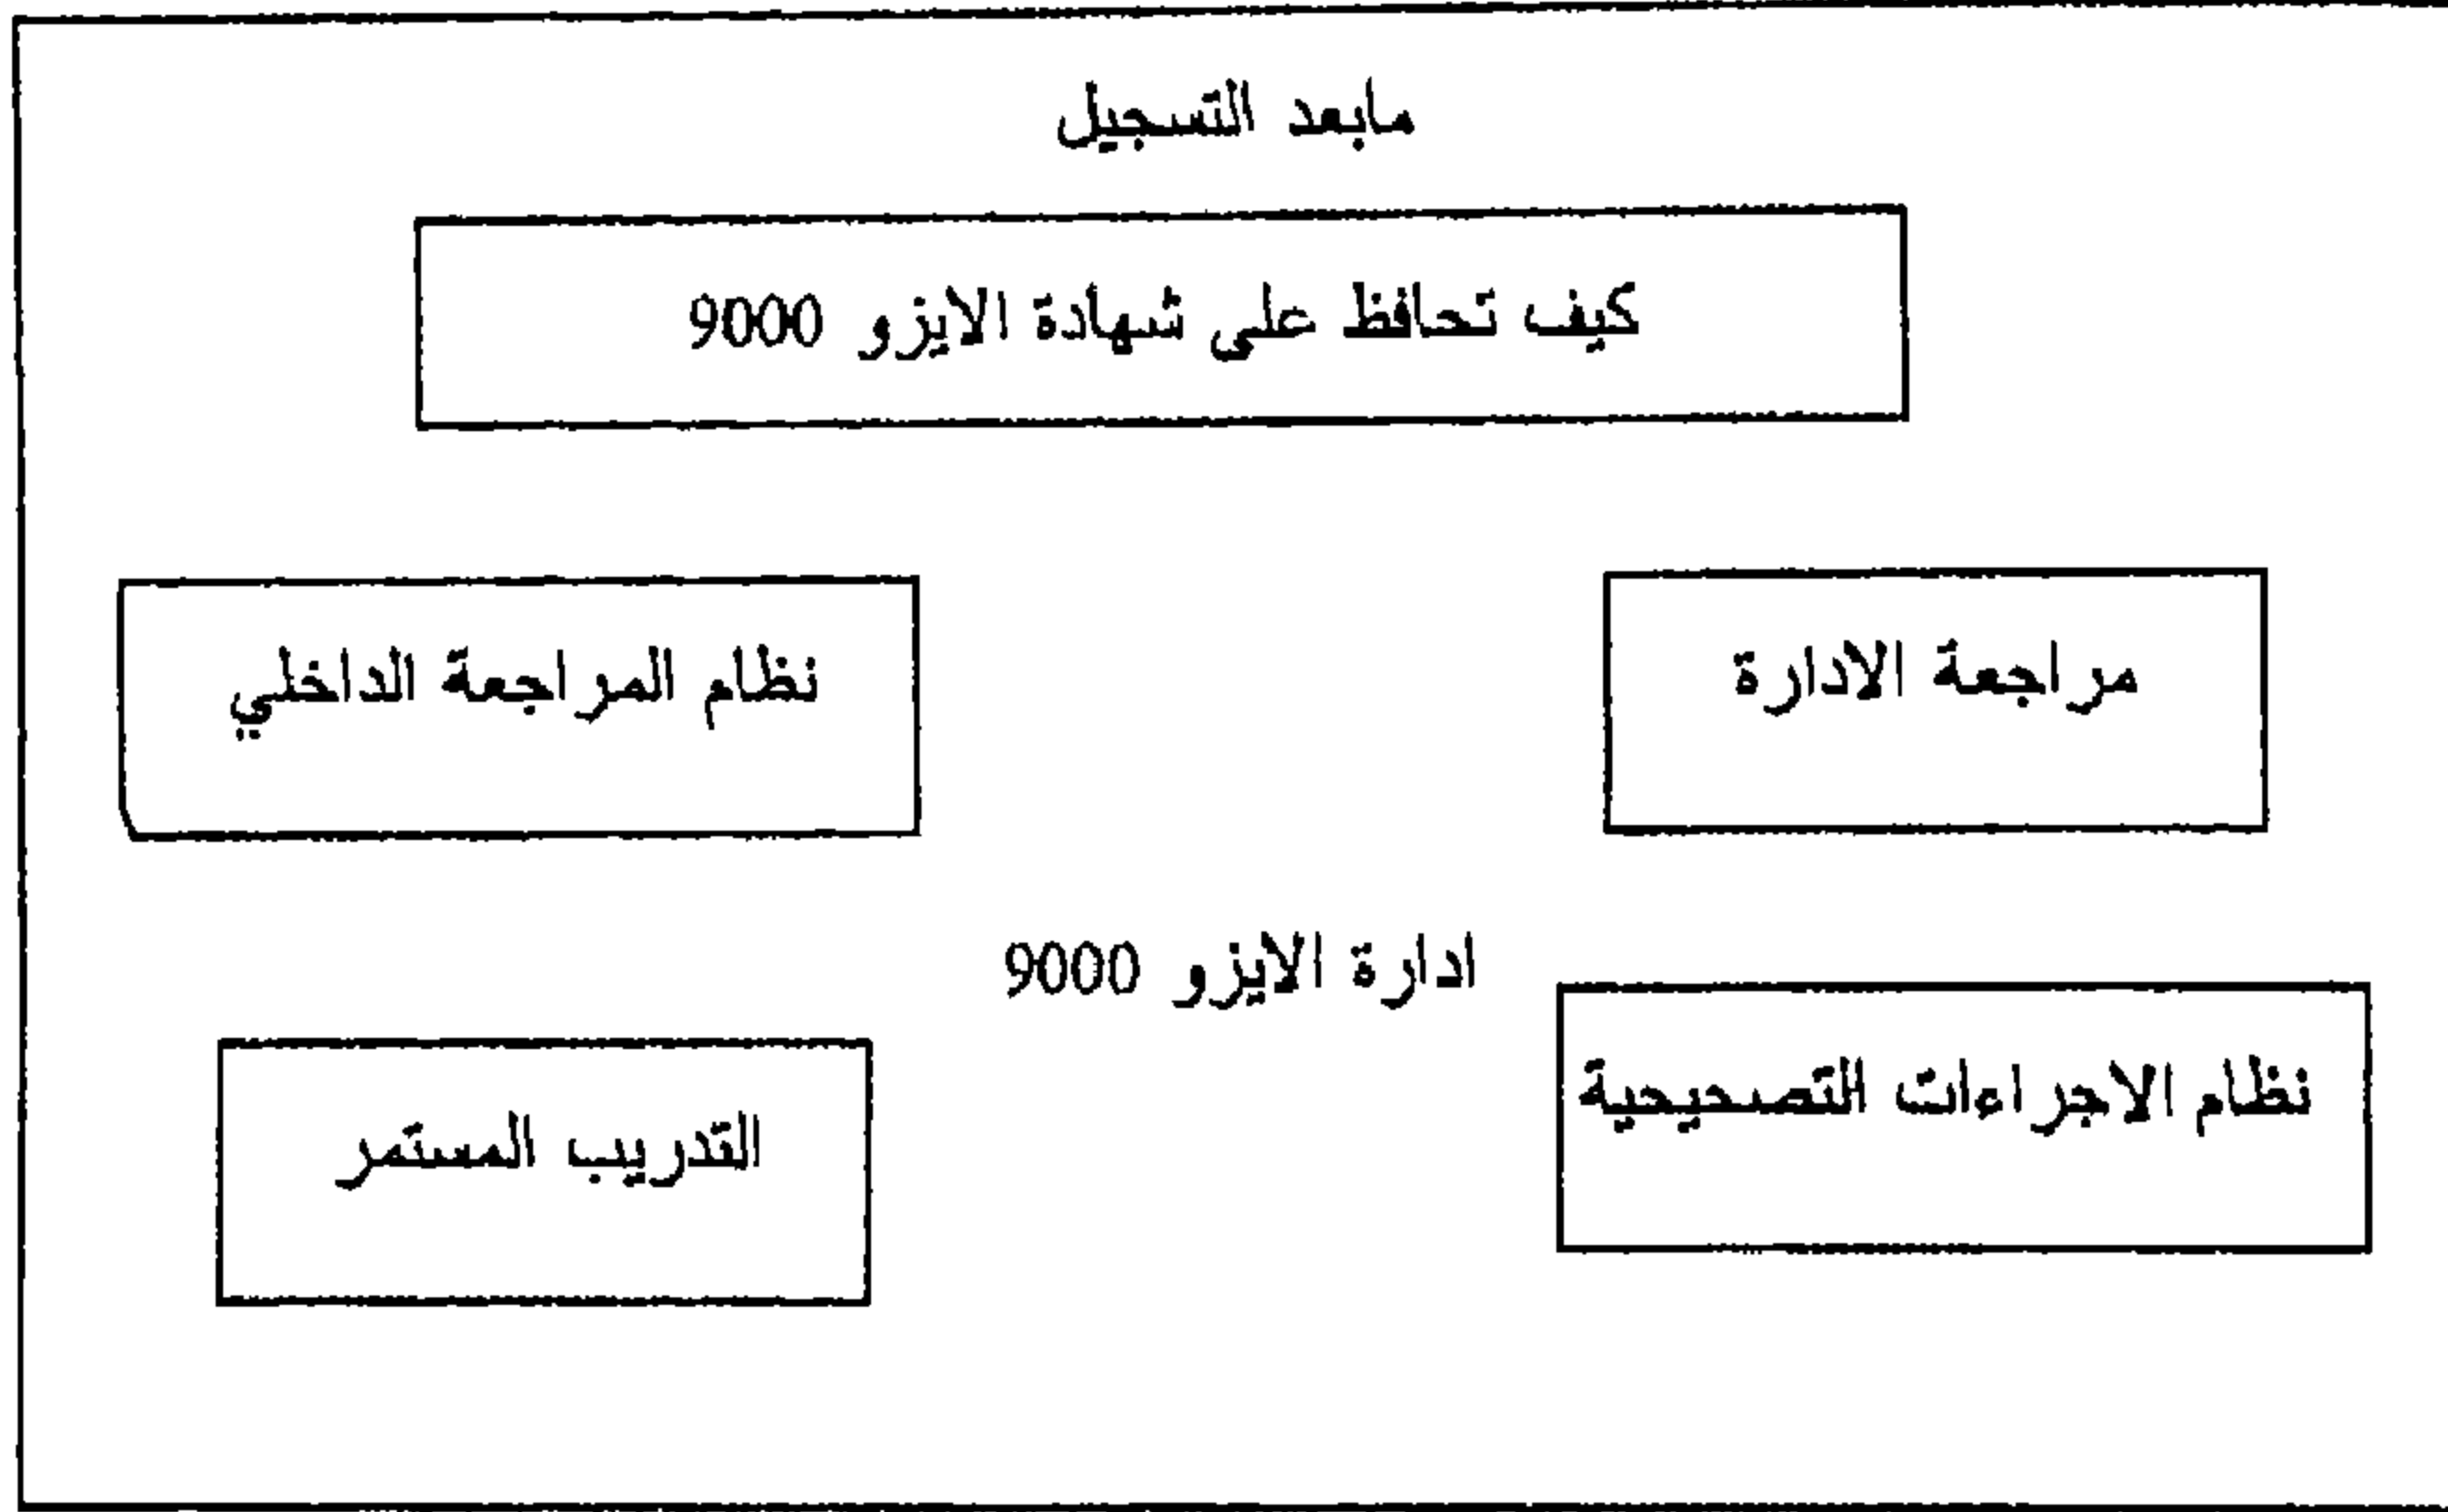 مابعد التسجيل
كيف تحافظ على شهادة الايزو 9000
مراجعة الادارة
نظام المراجعة الداخلي
ادارة الايزو 9000
نظام الاجراءات التصحيحية
التدريب المستمر